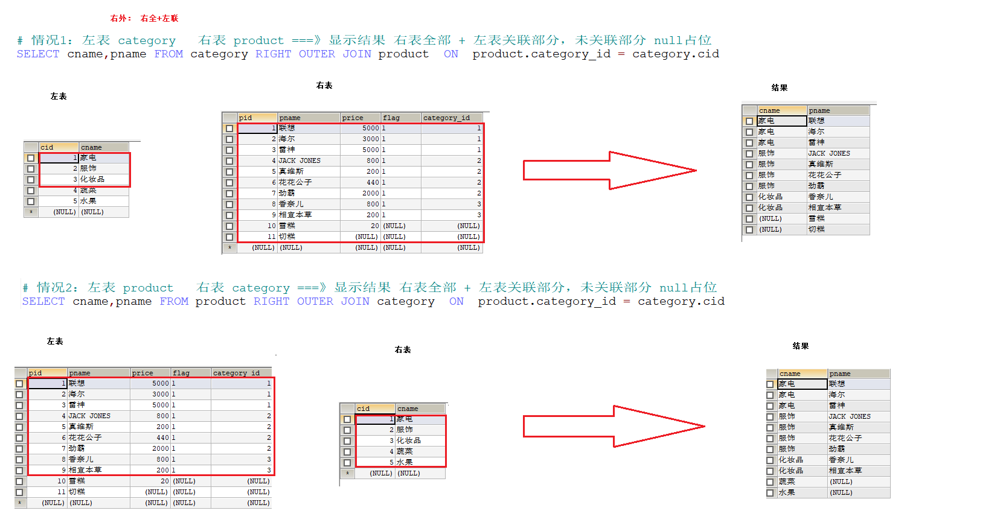 右外： 右全+左联
# 情况1：左表 category   右表 product ===》显示结果 右表全部 + 左表关联部分，未关联部分 null占位
SELECT cname,pname FROM category RIGHT OUTER JOIN product  ON  product.category_id = category.cid
左表
右表
结果
cid cname
1 家电
2 服饰
3 化妆品
4 蔬菜
5 水果
* (NULL) (NULL)
pid pname price flag category_id
1 联想 5000 1 1
2 海尔 3000 1 1
3 雷神 5000 1 1
4 JACK JONES 800 1 2
5 真维斯 200 1 2
6 花花公子 440 1 2
7 劲霸 2000 1 2
8 香奈儿 800 1 3
9 相宜本草 200 1 3
10 雪糕 20 (NULL) (NULL)
11 切糕 (NULL) (NULL) (NULL)
* (NULL) (NULL) (NULL) (NULL) (NULL)
cname pname
家电 联想
家电 海尔
家电 雷神
服饰 JACK JONES
服饰 真维斯
服饰 花花公子
服饰 劲霸
化妆品 香奈儿
化妆品 相宜本草
(NULL) 雪糕
(NULL) 切糕
# 情况2：左表 product   右表 category ===》显示结果 右表全部 + 左表关联部分，未关联部分 null占位
SELECT cname,pname FROM product RIGHT OUTER JOIN category  ON  product.category_id = category.cid
左表
右表
结果
pid pname price flag category_id
1 联想 5000 1 1
2 海尔 3000 1 1
3 雷神 5000 1 1
4 JACK JONES 800 1 2
5 真维斯 200 1 2
6 花花公子 440 1 2
7 劲霸 2000 1 2
8 香奈儿 800 1 3
9 相宜本草 200 1 3
10 雪糕 20 (NULL) (NULL)
11 切糕 (NULL) (NULL) (NULL)
* (NULL) (NULL) (NULL) (NULL) (NULL)
cid cname
1 家电
2 服饰
3 化妆品
4 蔬菜
5 水果
* (NULL) (NULL)
cname pname
家电 联想
家电 海尔
家电 雷神
服饰 JACK JONES
服饰 真维斯
服饰 花花公子
服饰 劲霸
化妆品 香奈儿
化妆品 相宜本草
蔬菜 (NULL)
水果 (NULL)